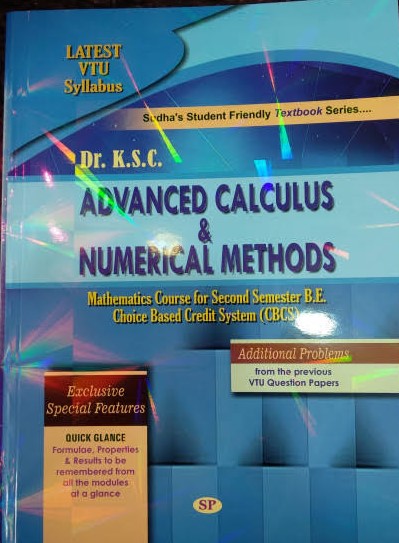 LATEST
VTU
Syllabus
Sudha's Student Friendly Textbook Series....
Dr. K.S.C.
ADVANCED CALCULUS
&
NUMERICAL METHODS
Mathematics Course for Second Semester B.E.
Choice Based Credit System (CBCS)
Additional Problems
from the previous
VTU Question Papers
Exclusive
Special Features
QUICK GLANCE
Formulae, Properties
& Results to be
remembered from
all the modules
at a glance
SP